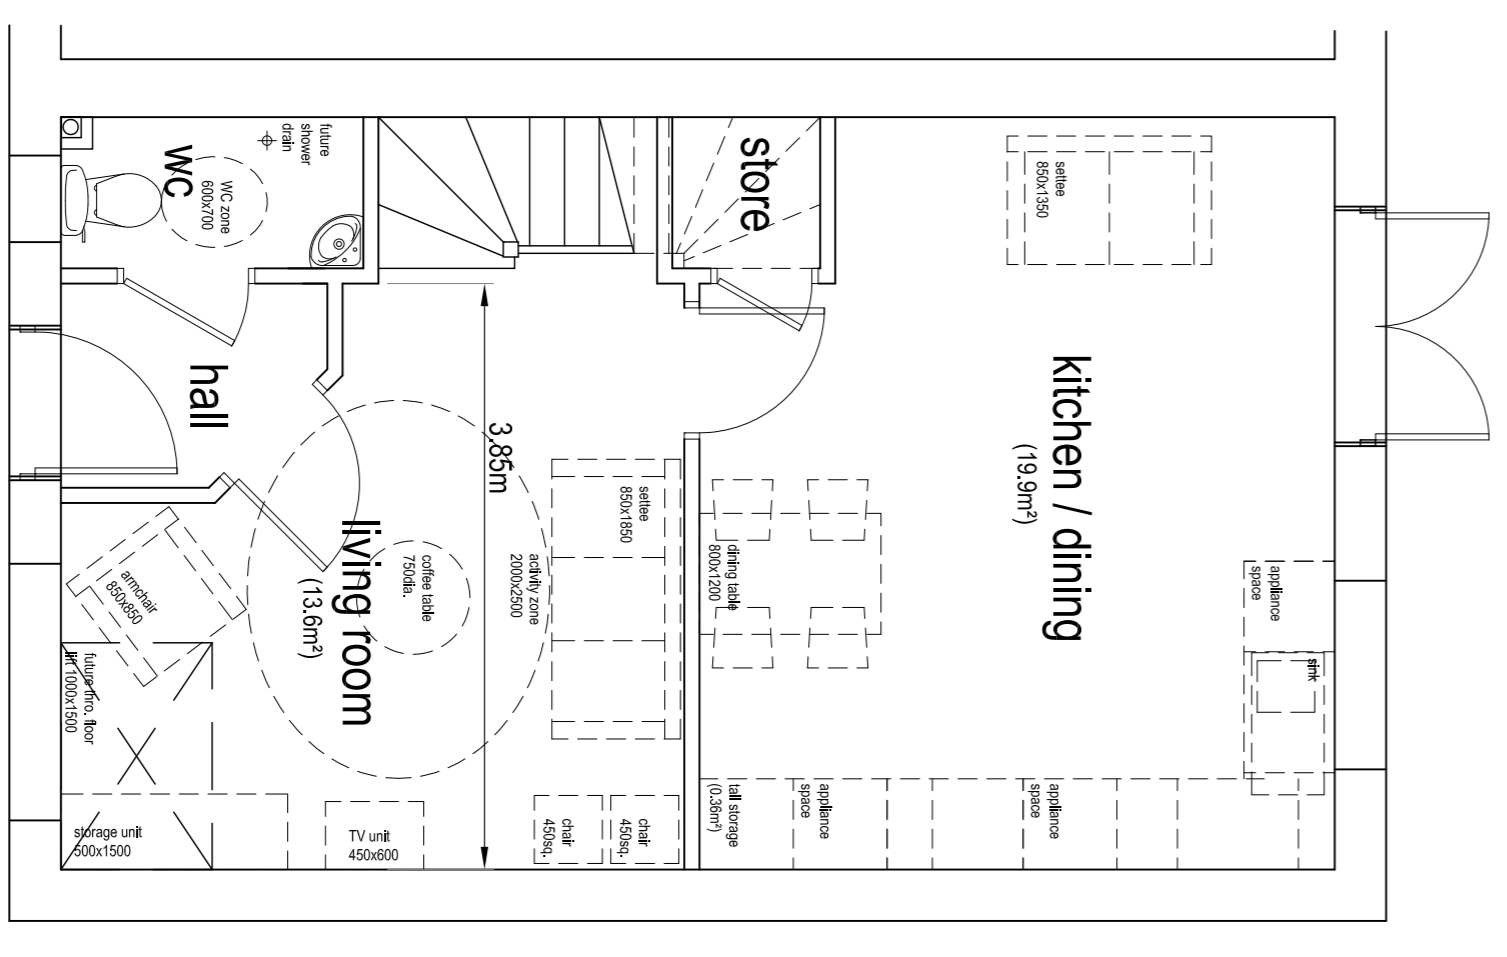 future
shower
drain
WC
WC zone
600x700
store
settee
850x1350
hall
3.85m
kitchen / dining
(19.9m²)
living room
(13.6m²)
settee
850x1850
activity zone
2000x2500
coffee table
750dia.
armchair
850x850
dining table
800x1200
appliance
space
sink
future thro. floor
lift 1000x1500
storage unit
500x1500
TV unit
450x600
chair
450sq.
chair
450sq.
tall storage
(0.36m²)
appliance
space
appliance
space